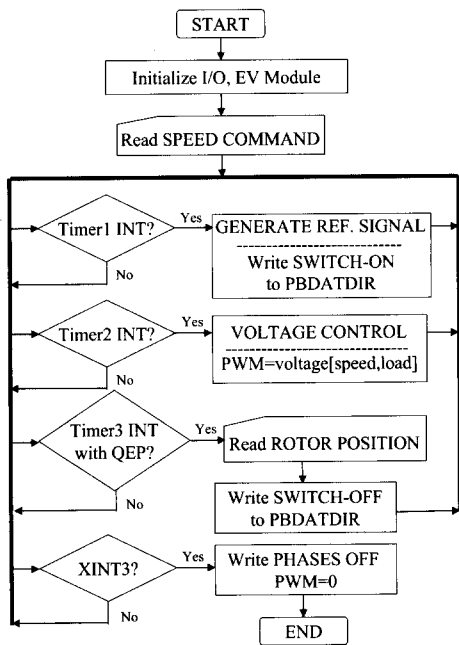 START
Initialize I/O, EV Module
Read SPEED COMMAND
Timer1 INT?
Yes
No
GENERATE REF. SIGNAL
Write SWITCH-ON
to PBDATDIR
Timer2 INT?
Yes
No
VOLTAGE CONTROL
PWM=voltage[speed,load]
Timer3 INT
with QEP?
Yes
No
Read ROTOR POSITION
Write SWITCH-OFF
to PBDATDIR
XINT3?
Yes
No
Write PHASES OFF
PWM=0
END